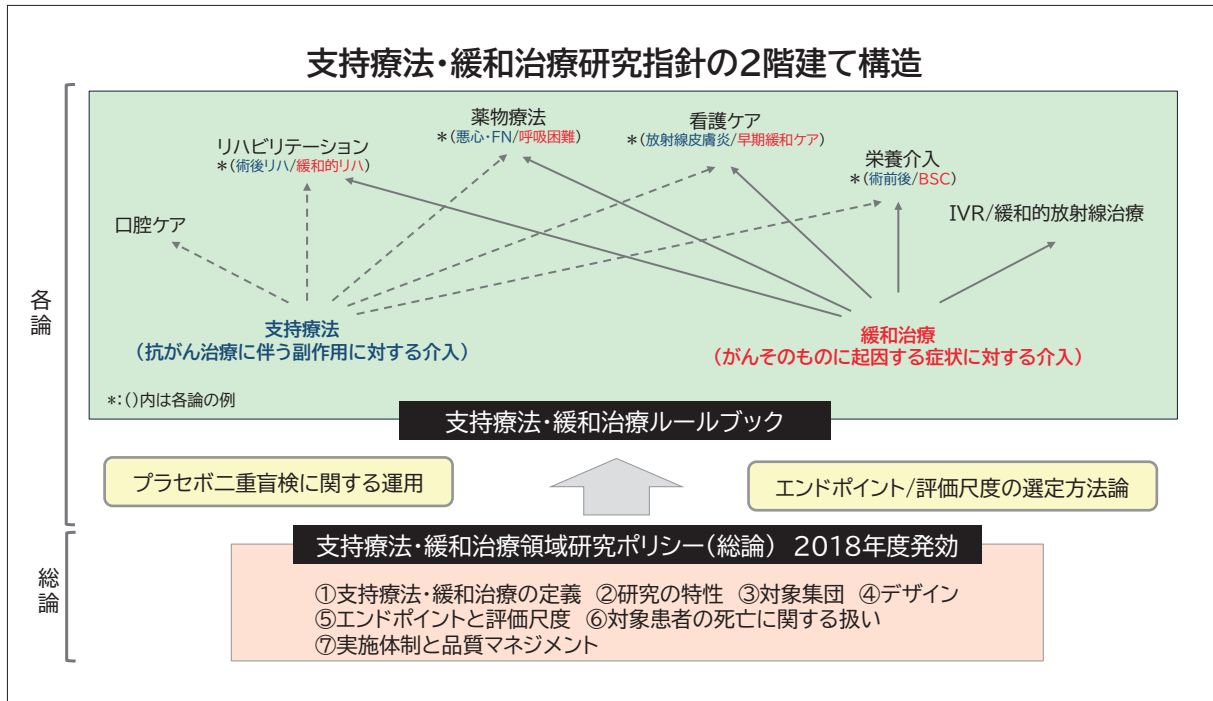 支持療法・緩和治療研究指針の2階建て構造
各論
薬物療法
*(悪心・FN/呼吸困難)
看護ケア
*(放射線皮膚炎/早期緩和ケア)
リハビリテーション
*(術後リハ/緩和的リハ)
栄養介入
*(術前後/BSC)
口腔ケア
IVR/緩和的放射線治療
支持療法
(抗がん治療に伴う副作用に対する介入)
緩和治療
(がんそのものに起因する症状に対する介入)
*:()内は各論の例
支持療法・緩和治療ルールブック
プラセボ二重盲検に関する運用
エンドポイント/評価尺度の選定方法論
総論
支持療法・緩和治療領域研究ポリシー(総論) 2018年度発効
①支持療法・緩和治療の定義 ②研究の特性 ③対象集団 ④デザイン
⑤エンドポイントと評価尺度 ⑥対象患者の死亡に関する扱い
⑦実施体制と品質マネジメント